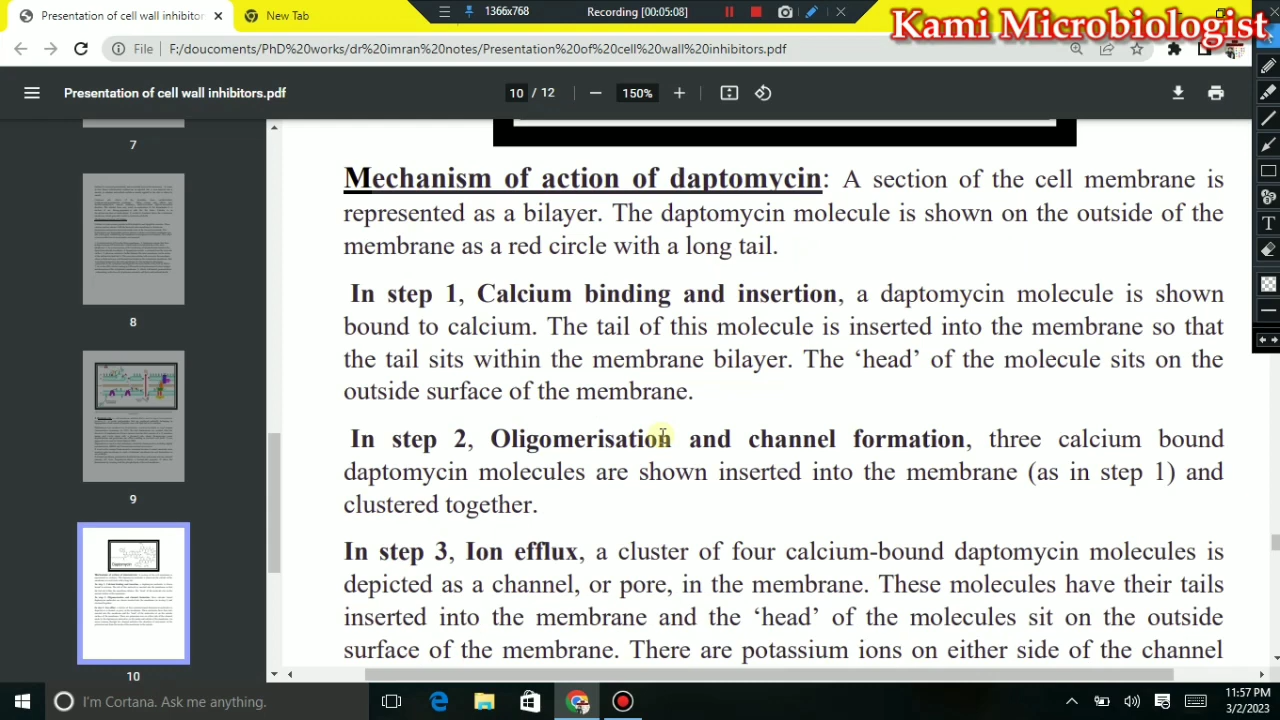 Presentation of cell wall inhibitor
New Tab
1366x768
Recording [00:05:08]
Kami Microbiologist
File
F:/doucoments/PhD%20works/dr%20imran%20notes/Presentation%20of%20cell%20wall%20inhibitors.pdf
Presentation of cell wall inhibitors.pdf
10 / 12
150%
7
8
9
10
Mechanism of action of daptomycin: A section of the cell membrane is
represented as a bilayer. The daptomycin molecule is shown on the outside of the
membrane as a red circle with a long tail.
In step 1, Calcium binding and insertion, a daptomycin molecule is shown
bound to calcium. The tail of this molecule is inserted into the membrane so that
the tail sits within the membrane bilayer. The ‘head’ of the molecule sits on the
outside surface of the membrane.
In step 2, Oligomerisation and channel formation, three calcium bound
daptomycin molecules are shown inserted into the membrane (as in step 1) and
clustered together.
In step 3, Ion efflux, a cluster of four calcium-bound daptomycin molecules is
depicted as a channel, or pore, in the membrane. These molecules have their tails
inserted into the membrane and the ‘head’ of the molecules sit on the outside
surface of the membrane. There are potassium ions on either side of the channel
I'm Cortana. Ask me anything.
11:57 PM
3/2/2023